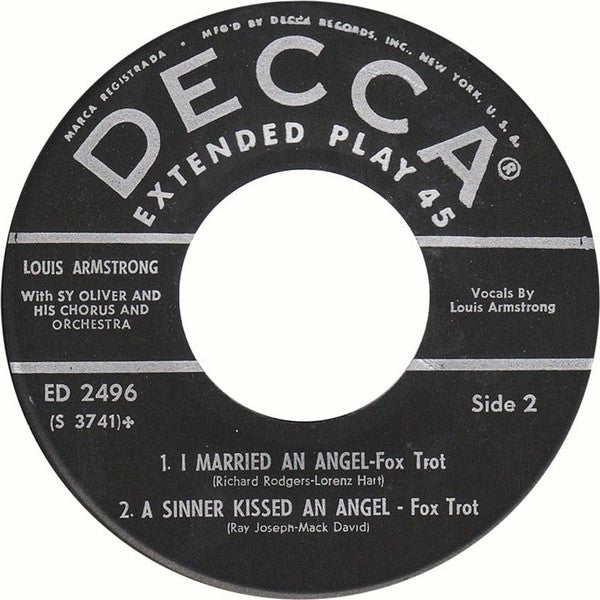 MARCA REGISTRADA • MF'G'D BY DECCA RECORDS, INC., NEW YORK, U. S. A.
DECCA®
EXTENDED PLAY 45
LOUIS ARMSTRONG
With SY OLIVER AND
HIS CHORUS AND
ORCHESTRA
Vocals By
Louis Armstrong
ED 2496
(S 3741)✤
Side 2
1. I MARRIED AN ANGEL-Fox Trot
(Richard Rodgers-Lorenz Hart)
2. A SINNER KISSED AN ANGEL - Fox Trot
(Ray Joseph-Mack David)